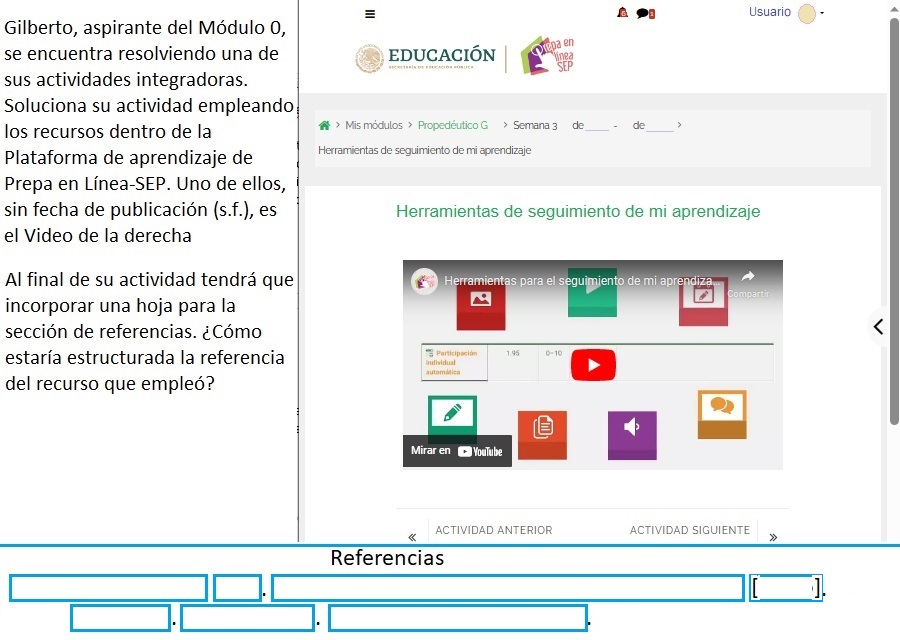 Gilberto, aspirante del Módulo 0,
se encuentra resolviendo una de
sus actividades integradoras.
Soluciona su actividad empleando
los recursos dentro de la
Plataforma de aprendizaje de
Prepa en Línea-SEP. Uno de ellos,
sin fecha de publicación (s.f.), es
el Video de la derecha
Al final de su actividad tendrá que
incorporar una hoja para la
sección de referencias. ¿Cómo
estaría estructurada la referencia
del recurso que empleó?
Usuario
EDUCACIÓN
SECRETARÍA DE EDUCACIÓN PÚBLICA
Prepa en
línea
SEP
> Mis módulos > Propedéutico G > Semana 3 de____ - de____ >
Herramientas de seguimiento de mi aprendizaje
Herramientas de seguimiento de mi aprendizaje
Herramientas para el seguimiento de mi aprendiza...
Compartir
Participación
individual
automática
1.95
0-10
Mirar en YouTube
« ACTIVIDAD ANTERIOR
ACTIVIDAD SIGUIENTE »
Referencias
. [ ].
. . .